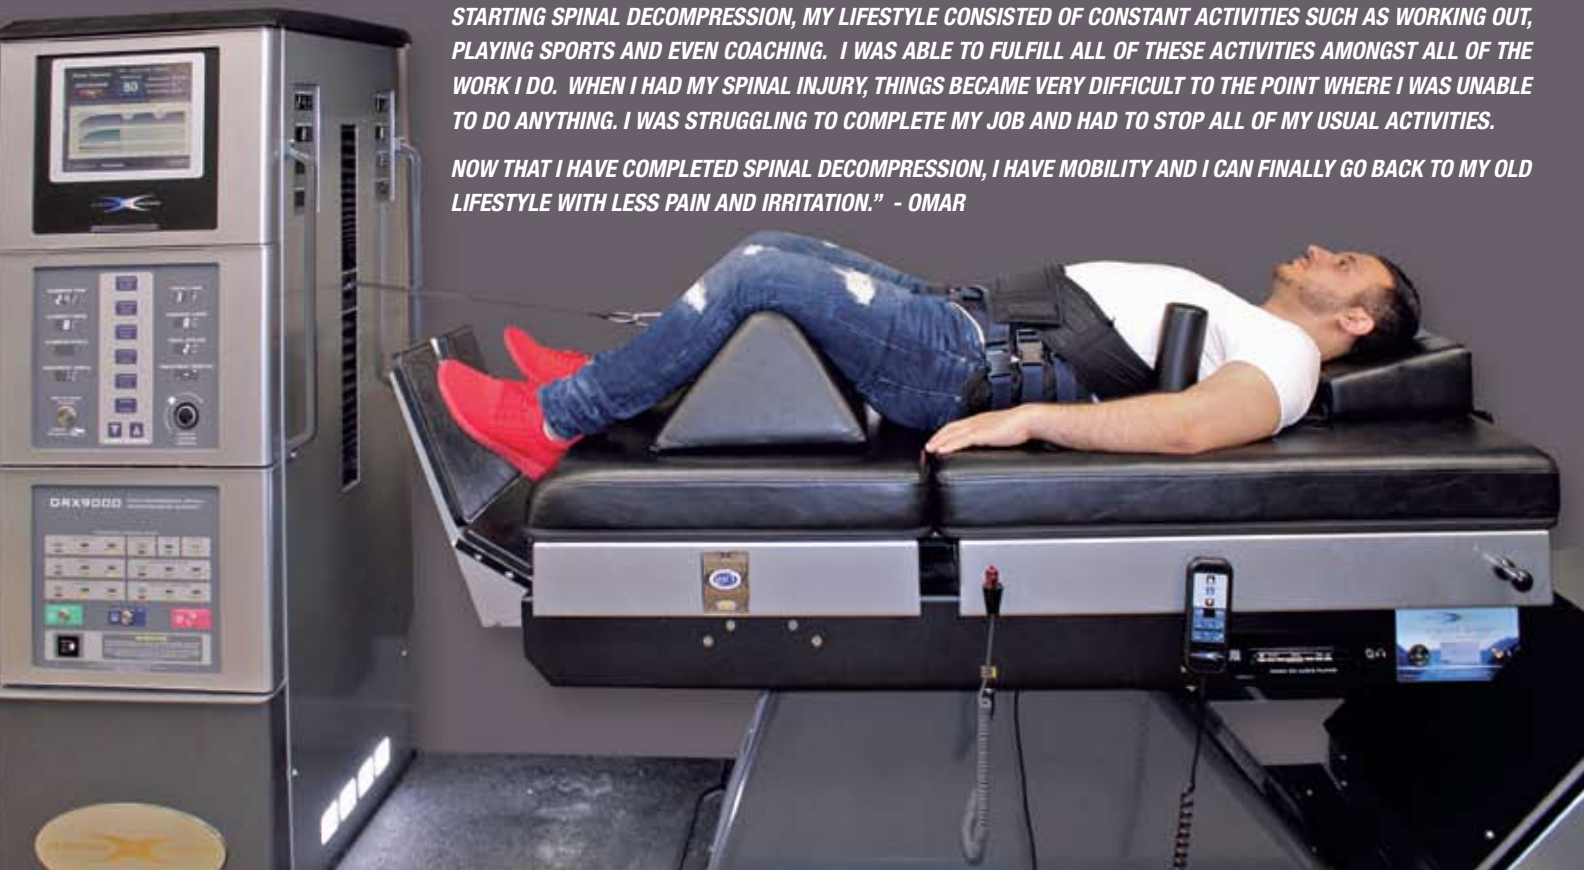 STARTING SPINAL DECOMPRESSION, MY LIFESTYLE CONSISTED OF CONSTANT ACTIVITIES SUCH AS WORKING OUT,
PLAYING SPORTS AND EVEN COACHING.  I WAS ABLE TO FULFILL ALL OF THESE ACTIVITIES AMONGST ALL OF THE
WORK I DO.  WHEN I HAD MY SPINAL INJURY, THINGS BECAME VERY DIFFICULT TO THE POINT WHERE I WAS UNABLE
TO DO ANYTHING. I WAS STRUGGLING TO COMPLETE MY JOB AND HAD TO STOP ALL OF MY USUAL ACTIVITIES.
NOW THAT I HAVE COMPLETED SPINAL DECOMPRESSION, I HAVE MOBILITY AND I CAN FINALLY GO BACK TO MY OLD
LIFESTYLE WITH LESS PAIN AND IRRITATION.”  - OMAR
80
DRX9000